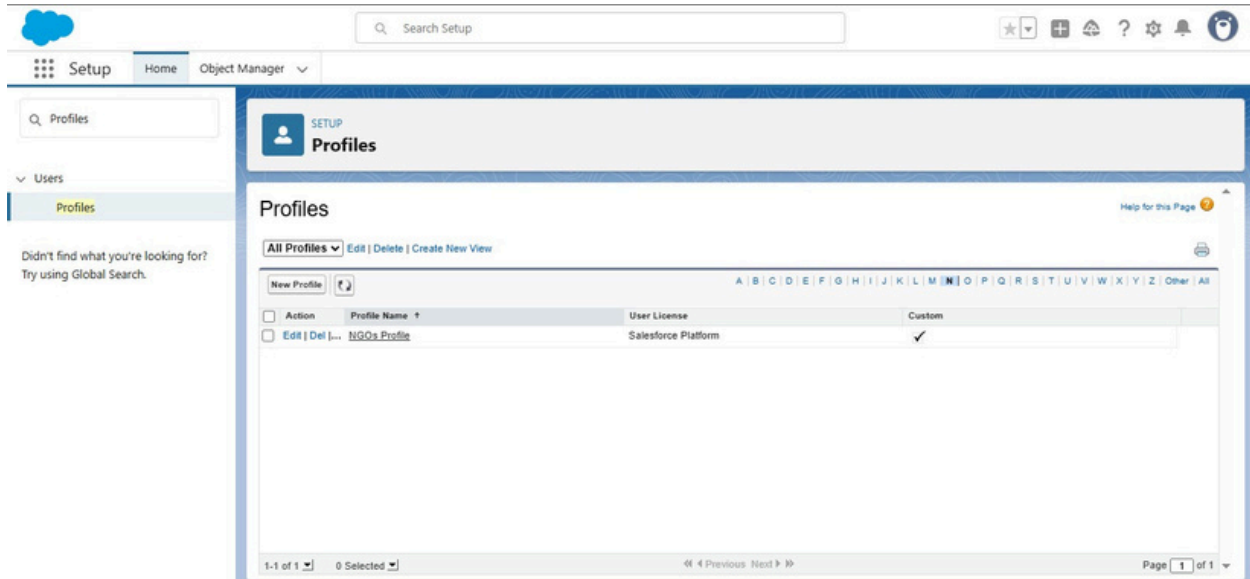 Search Setup
Setup Home Object Manager
Profiles
SETUP
Profiles
Users
Profiles
Didn't find what you're looking for?
Try using Global Search.
Profiles
Help for this Page ?
All Profiles Edit | Delete | Create New View
New Profile
A | B | C | D | E | F | G | H | I | J | K | L | M | N | O | P | Q | R | S | T | U | V | W | X | Y | Z | Other | All
Action Profile Name ↑ User License Custom
Edit | Del |... NGOs Profile Salesforce Platform ✓
1-1 of 1 0 Selected Previous Next Page 1 of 1